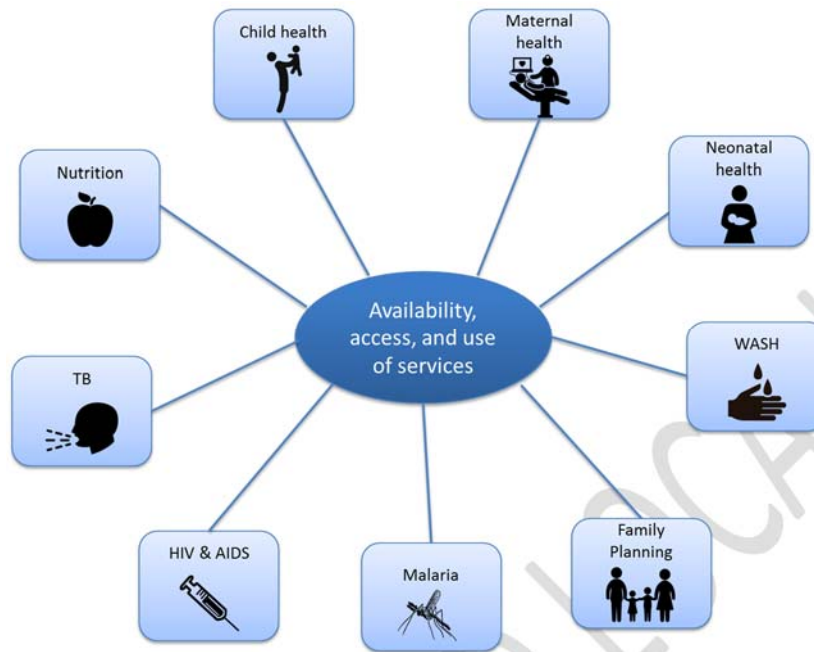 Child health
Maternal
health
Neonatal
health
Nutrition
Availability,
access, and use
of services
WASH
TB
Family
Planning
HIV & AIDS
Malaria